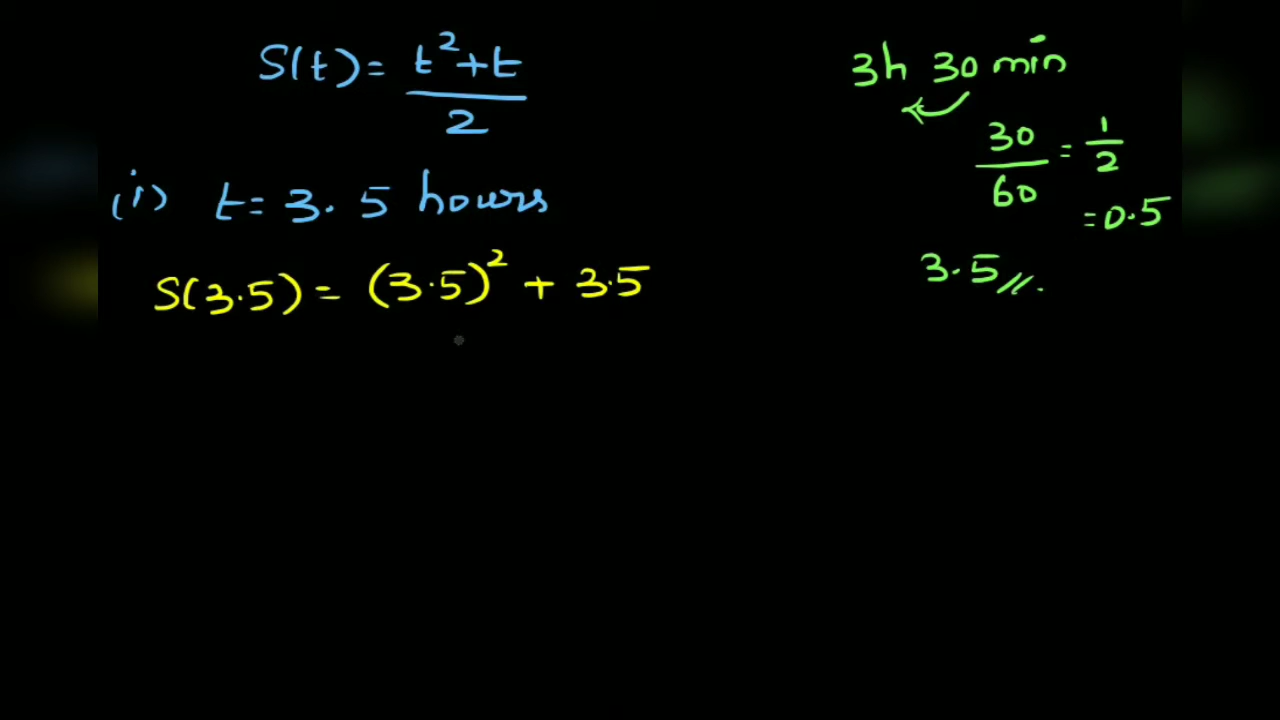 S(t) = t²+t
2
(i) t = 3.5 hours
S(3.5) = (3.5)² + 3.5
3h 30 min
30/60 = 1/2
= 0.5
3.5//.